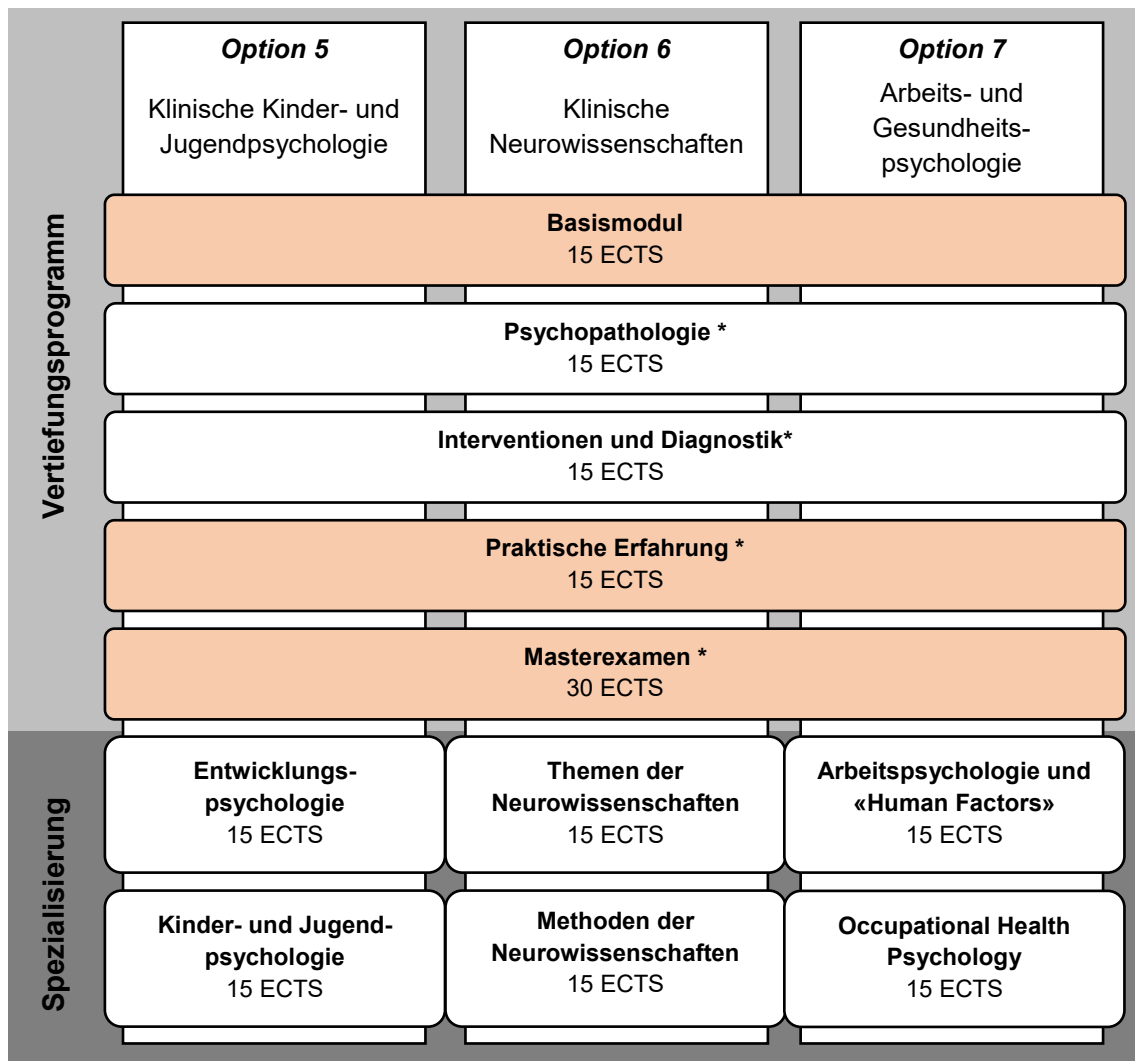 Option 5
Klinische Kinder- und
Jugendpsychologie
Option 6
Klinische
Neurowissenschaften
Option 7
Arbeits- und
Gesundheits-
psychologie
Vertiefungsprogramm
Basismodul
15 ECTS
Psychopathologie *
15 ECTS
Interventionen und Diagnostik*
15 ECTS
Praktische Erfahrung *
15 ECTS
Masterexamen *
30 ECTS
Spezialisierung
Entwicklungs-
psychologie
15 ECTS
Themen der
Neurowissenschaften
15 ECTS
Arbeitspsychologie und
«Human Factors»
15 ECTS
Kinder- und Jugend-
psychologie
15 ECTS
Methoden der
Neurowissenschaften
15 ECTS
Occupational Health
Psychology
15 ECTS